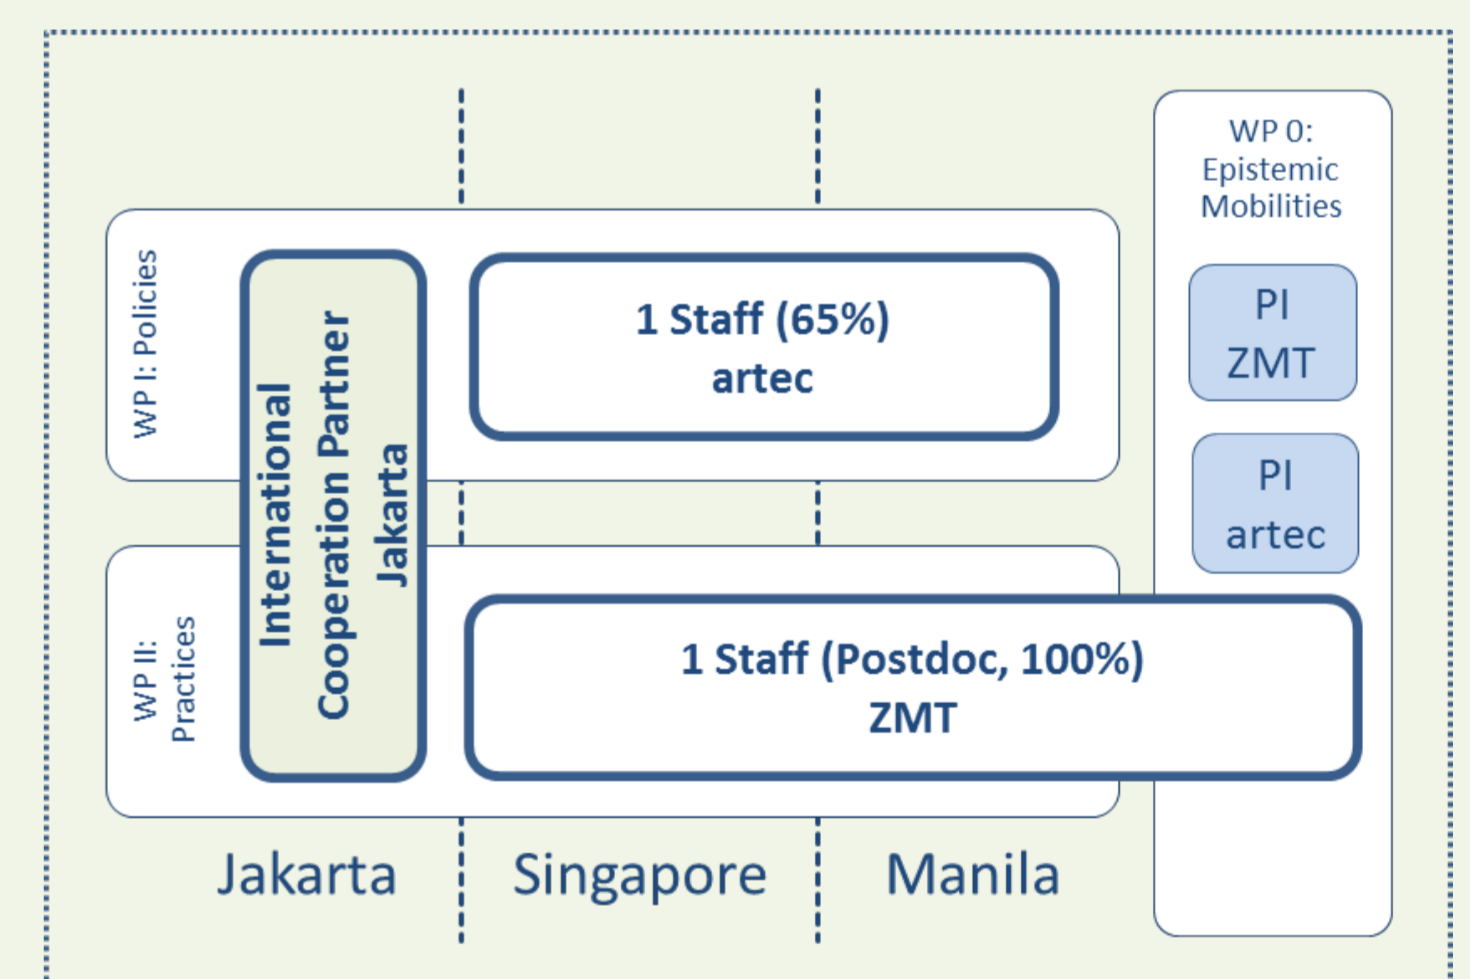 WP 0:
Epistemic
Mobilities
WP I: Policies
International
Cooperation Partner
Jakarta
1 Staff (65%)
artec
PI
ZMT
PI
artec
WP II:
Practices
1 Staff (Postdoc, 100%)
ZMT
Jakarta
Singapore
Manila